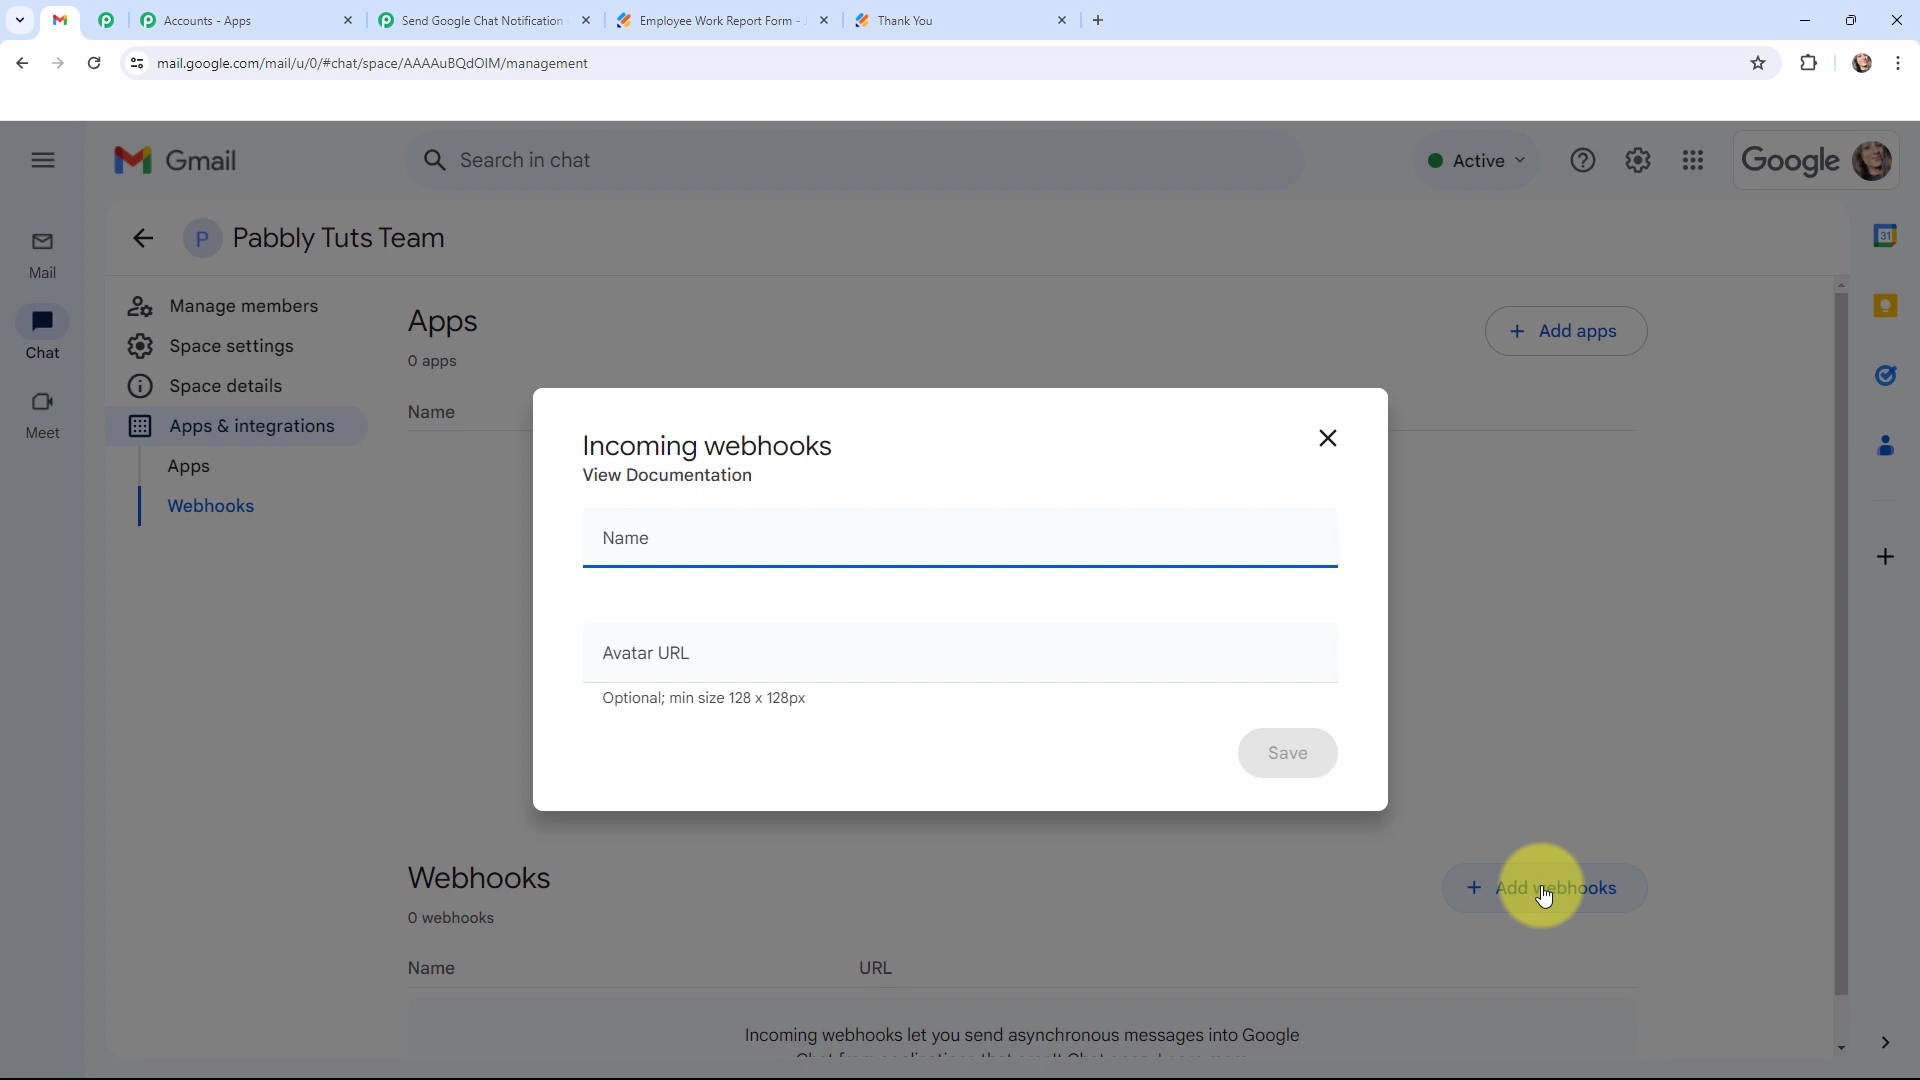 Accounts - Apps
Send Google Chat Notification
Employee Work Report Form -
Thank You
mail.google.com/mail/u/0/#chat/space/AAAAuBQdOIM/management
Gmail
Search in chat
Active
Google
Mail
Chat
Meet
P
Pabbly Tuts Team
Manage members
Space settings
Space details
Apps & integrations
Apps
Webhooks
Apps
0 apps
Add apps
Name
Incoming webhooks
View Documentation
Name
Avatar URL
Optional; min size 128 x 128px
Save
Webhooks
0 webhooks
Add webhooks
Name
URL
Incoming webhooks let you send asynchronous messages into Google
31